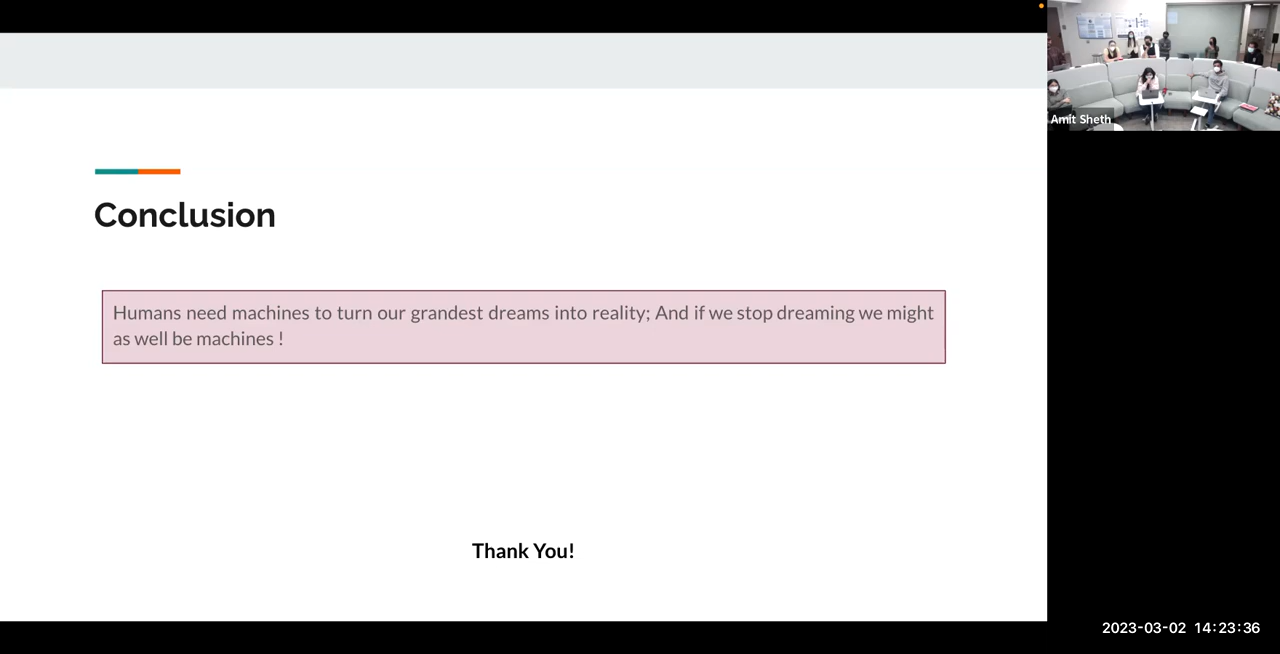 Amit Sheth
Conclusion
Humans need machines to turn our grandest dreams into reality; And if we stop dreaming we might
as well be machines !
Thank You!
2023-03-02 14:23:36